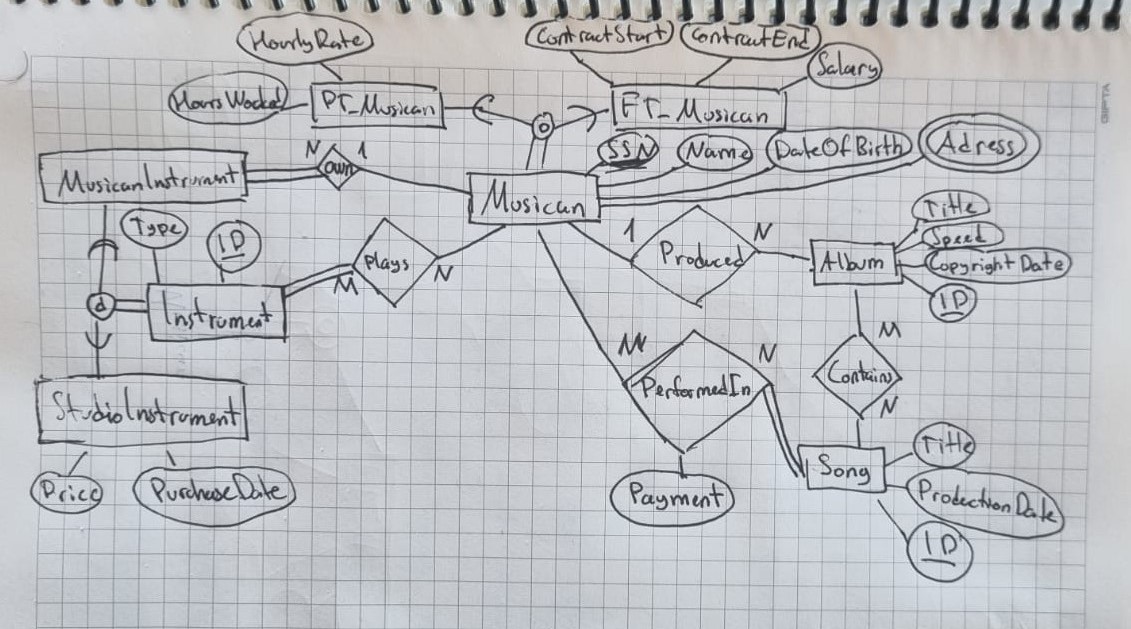 HourlyRate
ContractStart
ContractEnd
Salary
HoursWocked
PT_Musican
FT_Musican
o
SSN
Name
DateOfBirth
Adress
MusicanInstrument
N
own
1
Musican
Type
ID
Plays
M
N
1
Produced
N
Album
Title
Speed
Copyright Date
ID
d
Instrument
M
Contains
N
StudioInstrument
Price
PurchaseDate
M
PerformedIn
N
Payment
Song
Title
ProductionDate
ID